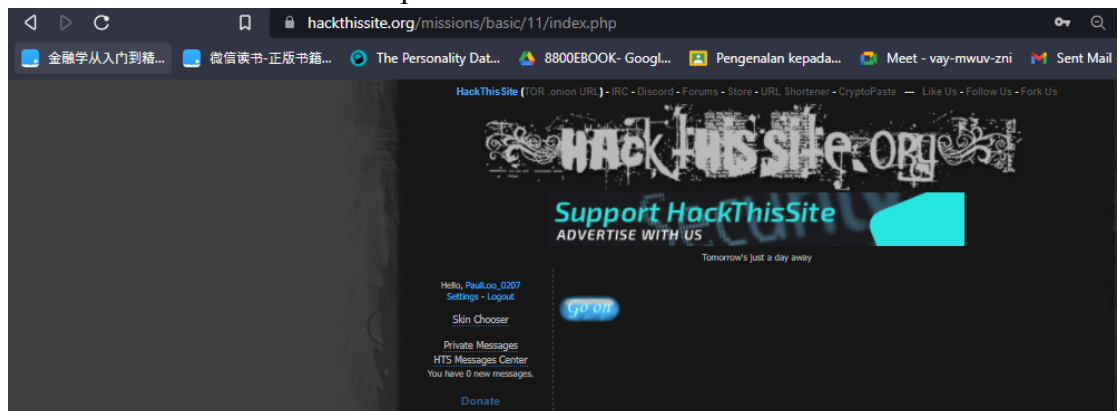 hackthissite.org/missions/basic/11/index.php
金融学从入门到精... 微信读书-正版书籍... The Personality Dat... 8800EBOOK- Googl... Pengenalan kepada... Meet - vay-mwuv-zni Sent Mail
HackThisSite (TOR .onion URL) - IRC - Discord - Forums - Store - URL Shortener - CryptoPaste — Like Us - Follow Us - Fork Us
HACK THIS SITE.ORG
Support HackThisSite
ADVERTISE WITH US
Tomorrow's just a day away
Hello, PaulLoo_0207
Settings - Logout
Go on
Skin Chooser
Private Messages
HTS Messages Center
You have 0 new messages.
Donate